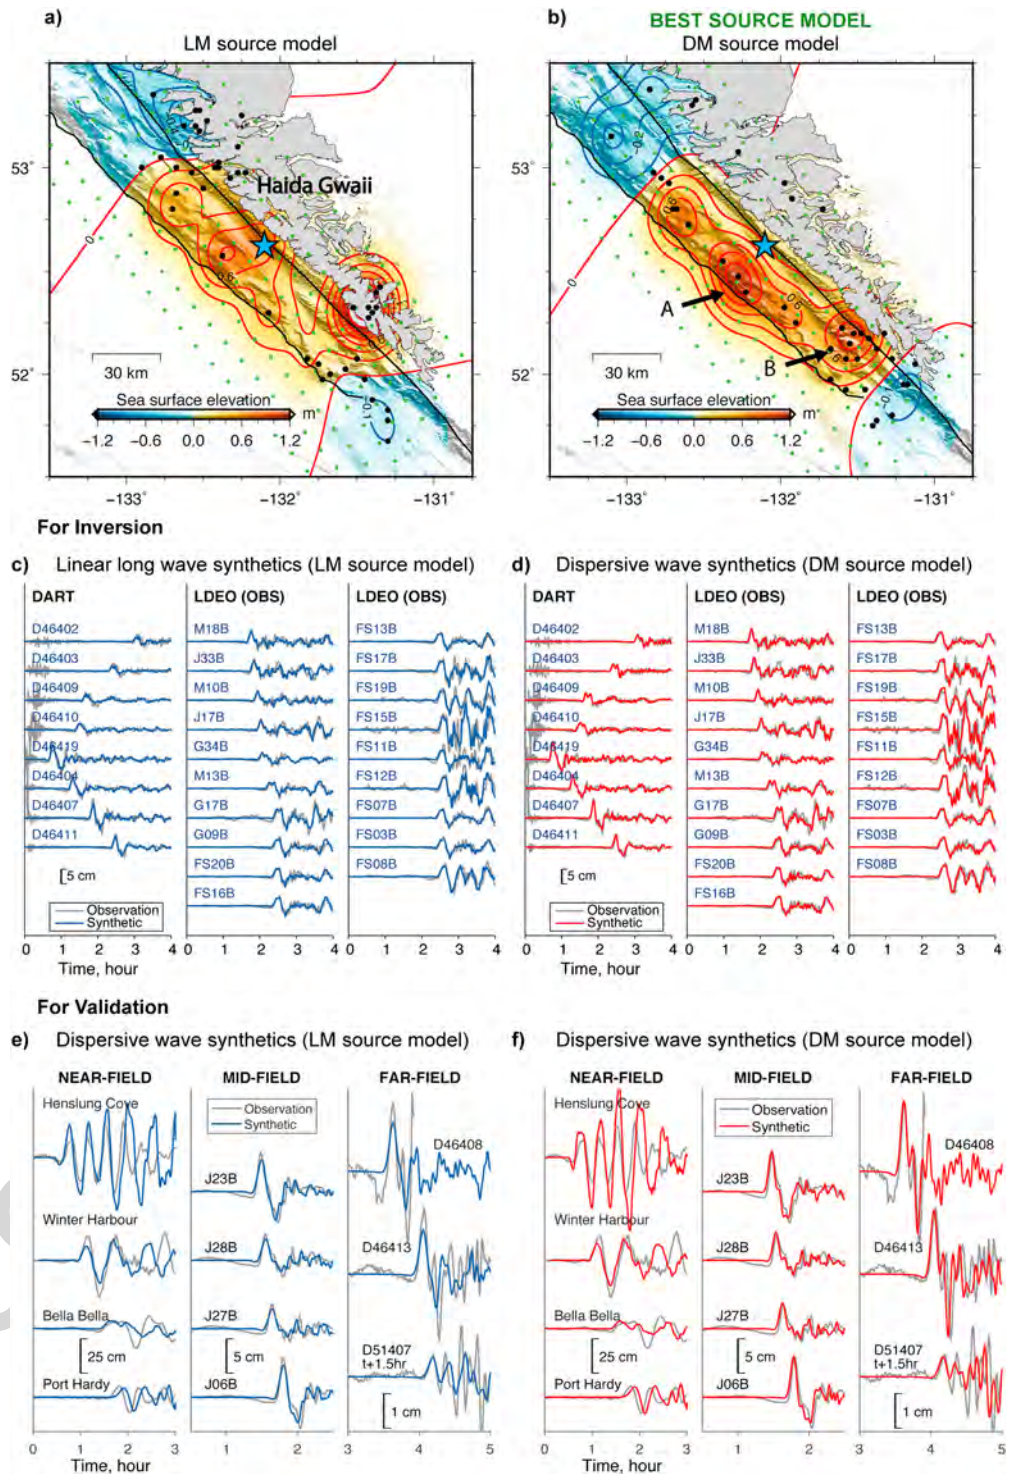 a)
LM source model
b)
BEST SOURCE MODEL
DM source model
53°
52°
Haida Gwaii
0
0.6
30 km
Sea surface elevation
m
−1.2 −0.6 0.0 0.6 1.2
−133° −132° −131°
53°
52°
0.2
0
0.6
A
B
30 km
Sea surface elevation
m
−1.2 −0.6 0.0 0.6 1.2
−133° −132° −131°
For Inversion
c) Linear long wave synthetics (LM source model)
DART
D46402
D46403
D46409
D46410
D46419
D46404
D46407
D46411
5 cm
Observation
Synthetic
0 1 2 3 4
Time, hour
LDEO (OBS)
M18B
J33B
M10B
J17B
G34B
M13B
G17B
G09B
FS20B
FS16B
0 1 2 3 4
LDEO (OBS)
FS13B
FS17B
FS19B
FS15B
FS11B
FS12B
FS07B
FS03B
FS08B
0 1 2 3 4
d) Dispersive wave synthetics (DM source model)
DART
D46402
D46403
D46409
D46410
D46419
D46404
D46407
D46411
5 cm
Observation
Synthetic
0 1 2 3 4
Time, hour
LDEO (OBS)
M18B
J33B
M10B
J17B
G34B
M13B
G17B
G09B
FS20B
FS16B
0 1 2 3 4
LDEO (OBS)
FS13B
FS17B
FS19B
FS15B
FS11B
FS12B
FS07B
FS03B
FS08B
0 1 2 3 4
For Validation
e) Dispersive wave synthetics (LM source model)
NEAR-FIELD
Henslung Cove
Winter Harbour
Bella Bella
25 cm
Port Hardy
0 1 2 3
Time, hour
MID-FIELD
Observation
Synthetic
J23B
J28B
J27B
5 cm
J06B
1 2
FAR-FIELD
D46408
D46413
D51407
t+1.5hr
1 cm
3 4 5
f) Dispersive wave synthetics (DM source model)
NEAR-FIELD
Henslung Cove
Winter Harbour
Bella Bella
25 cm
Port Hardy
0 1 2 3
Time, hour
MID-FIELD
Observation
Synthetic
J23B
J28B
J27B
5 cm
J06B
1 2
FAR-FIELD
D46408
D46413
D51407
t+1.5hr
1 cm
3 4 5